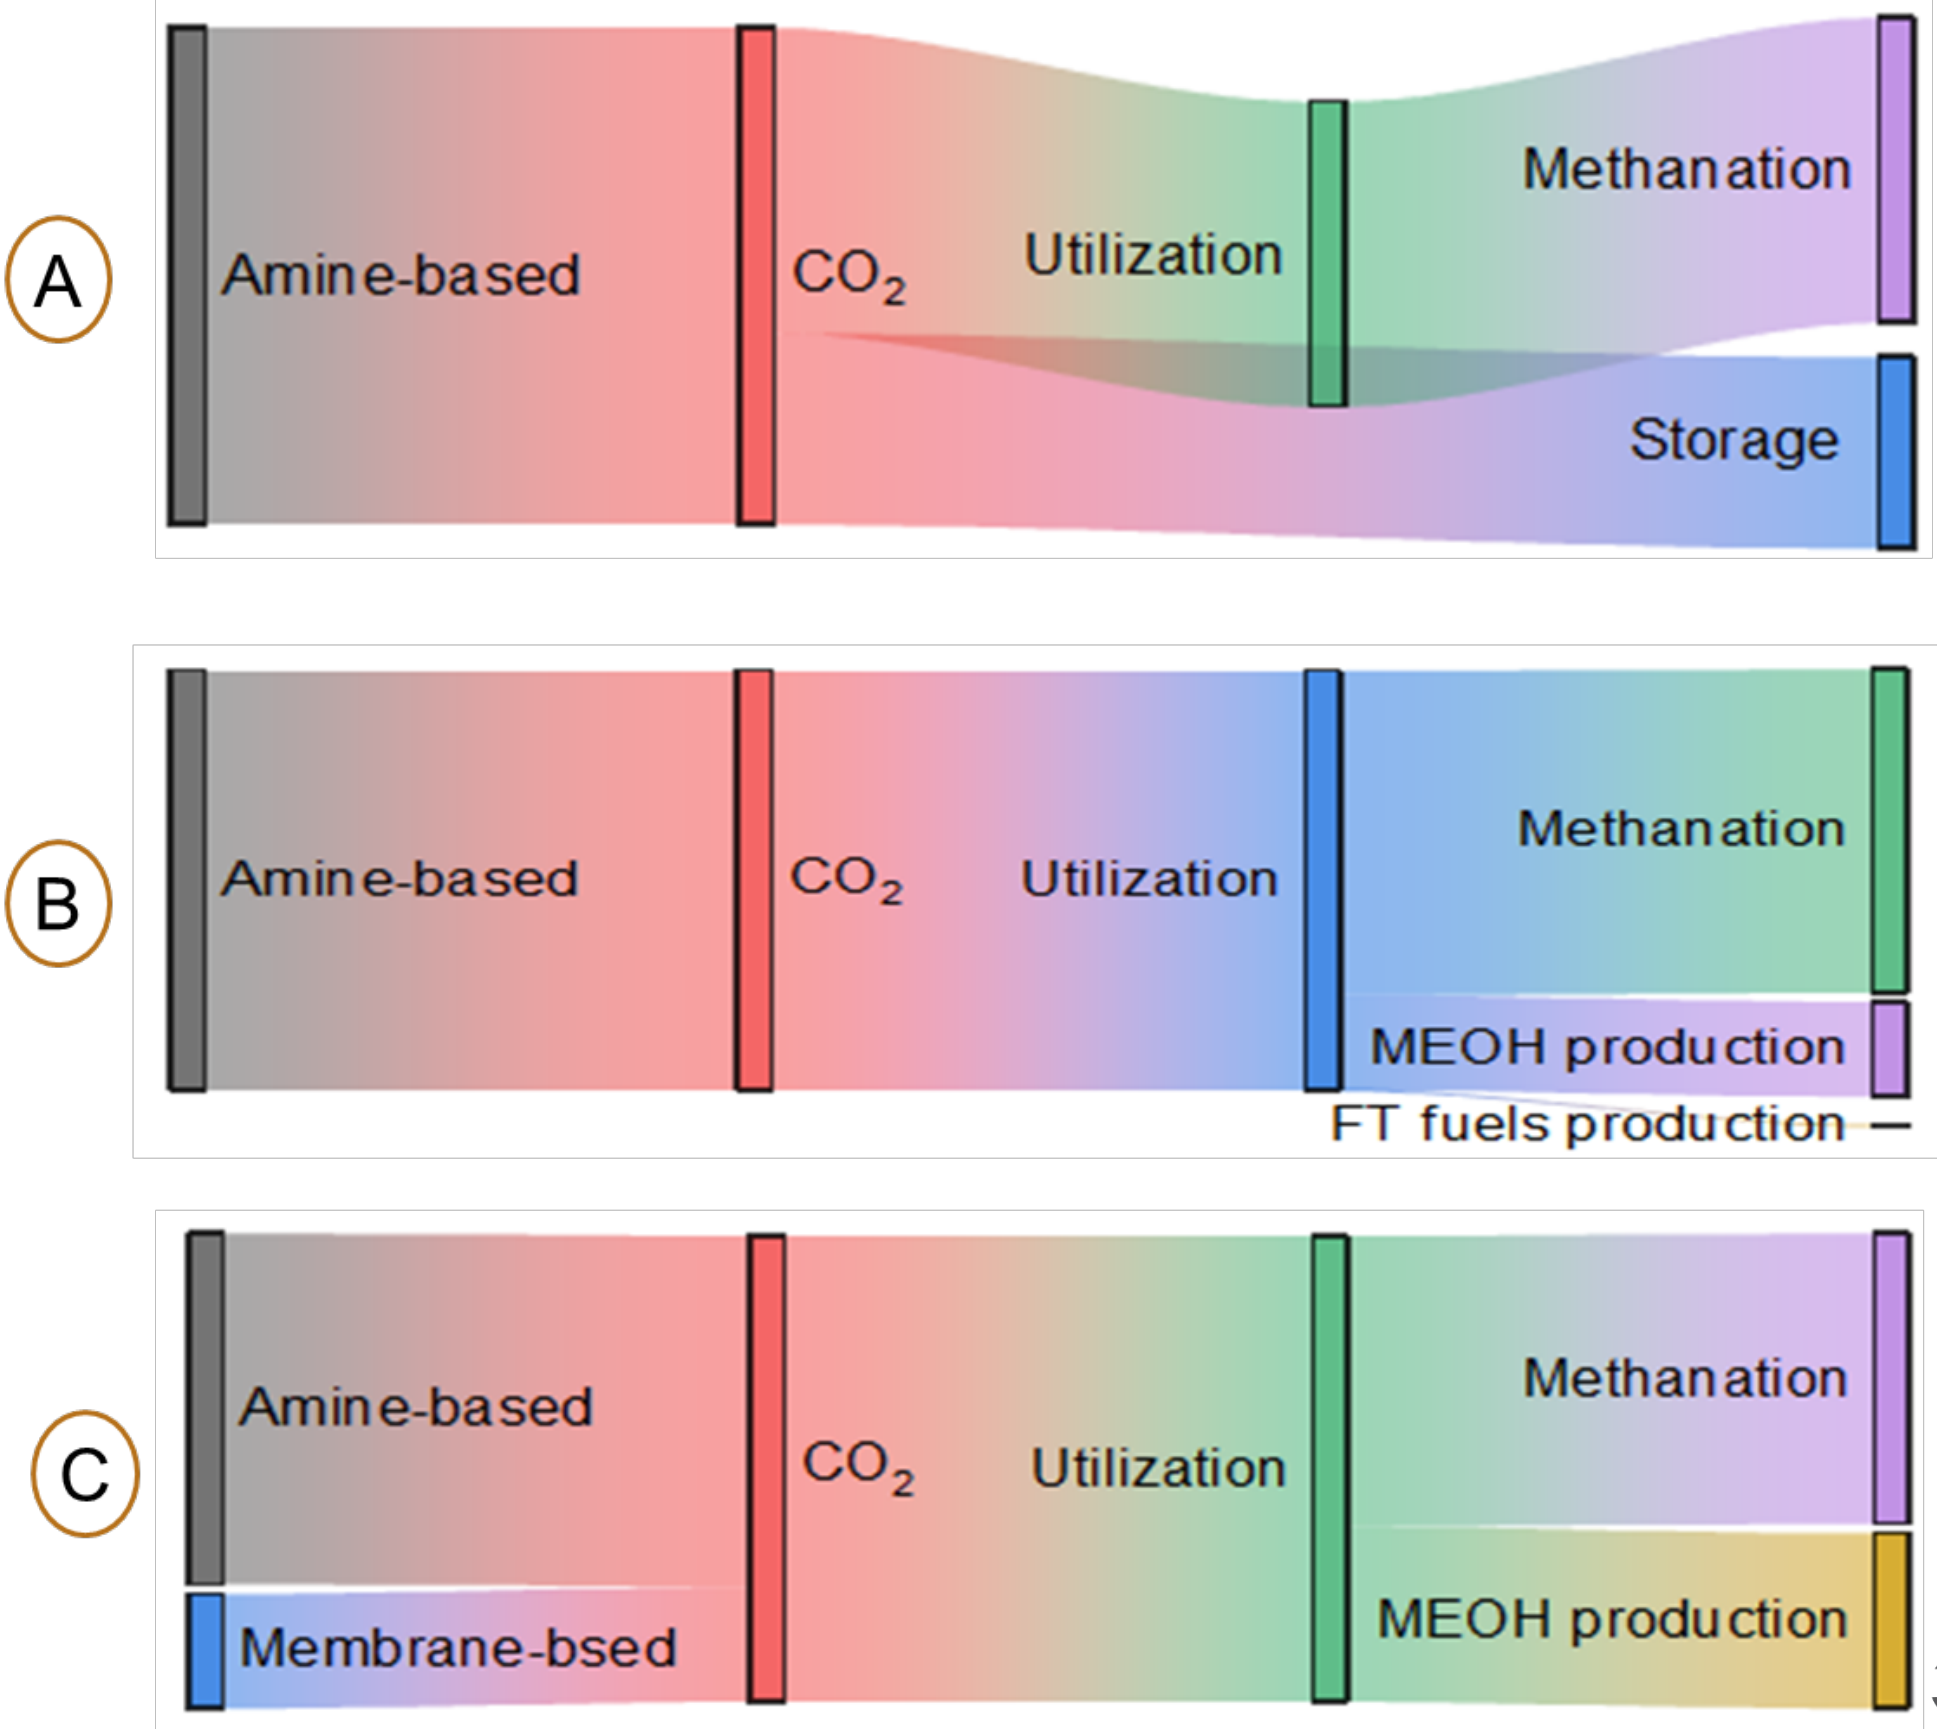 A
Amine-based
CO₂
Utilization
Methanation
Storage
B
Amine-based
CO₂
Utilization
Methanation
MEOH production
FT fuels production
C
Amine-based
Membrane-bsed
CO₂
Utilization
Methanation
MEOH production